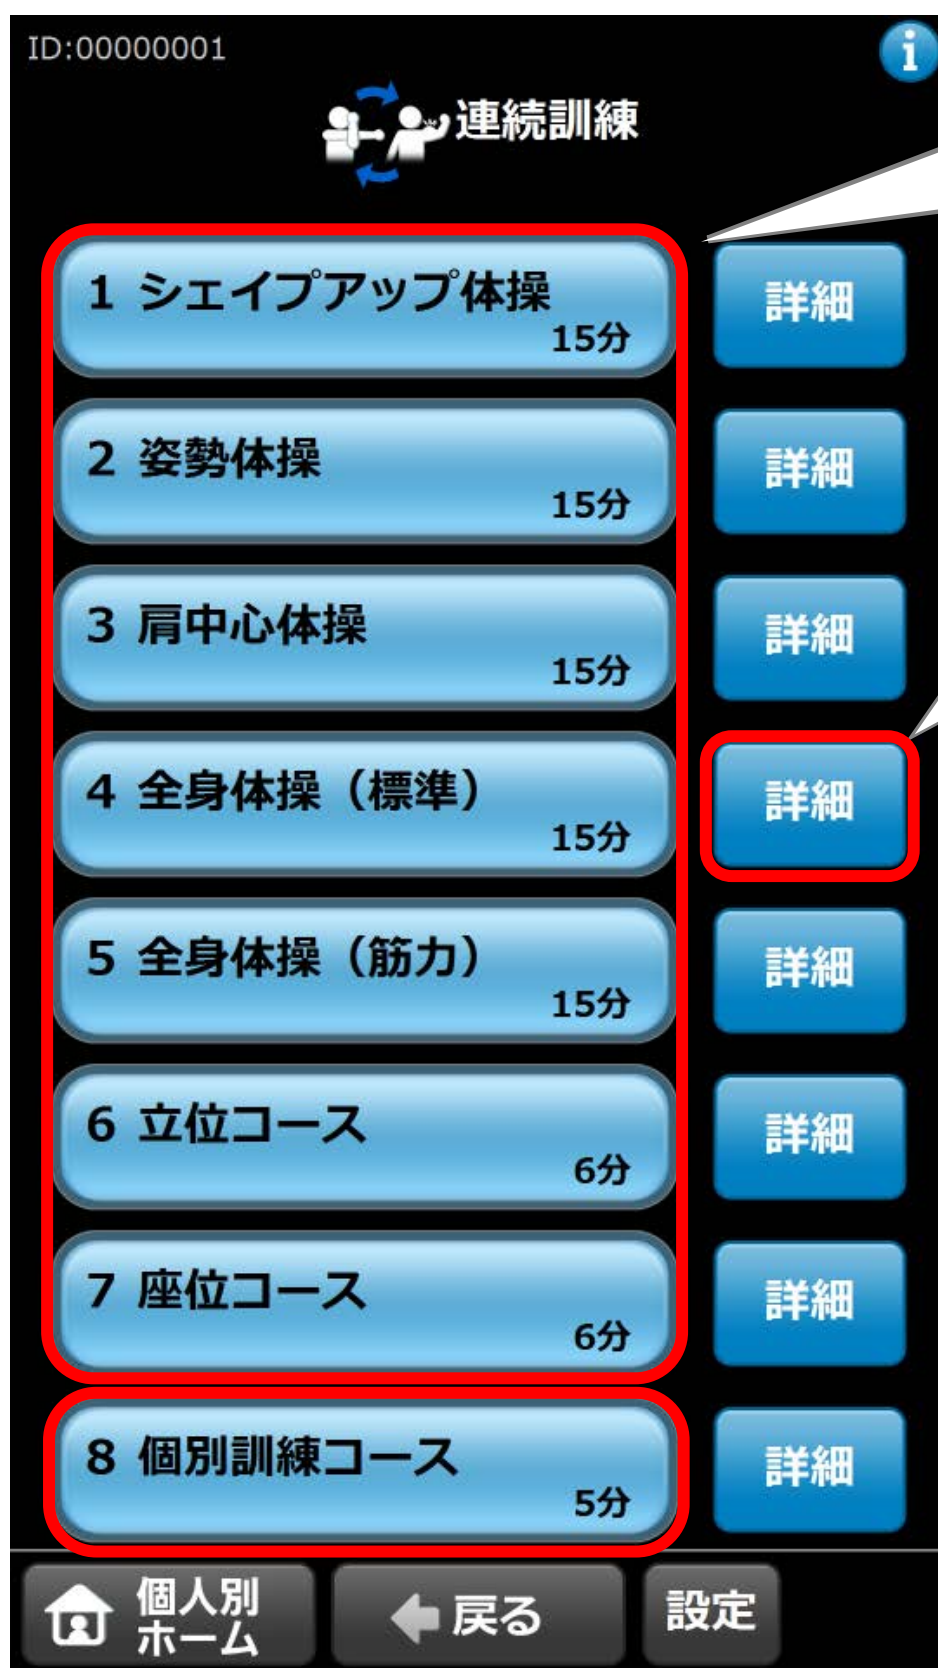 ID:00000001
i
連続訓練
1 シェイプアップ体操
15分
詳細
2 姿勢体操
15分
詳細
3 肩中心体操
15分
詳細
4 全身体操（標準）
15分
詳細
5 全身体操（筋力）
15分
詳細
6 立位コース
6分
詳細
7 座位コース
6分
詳細
8 個別訓練コース
5分
詳細
個人別
ホーム
戻る
設定